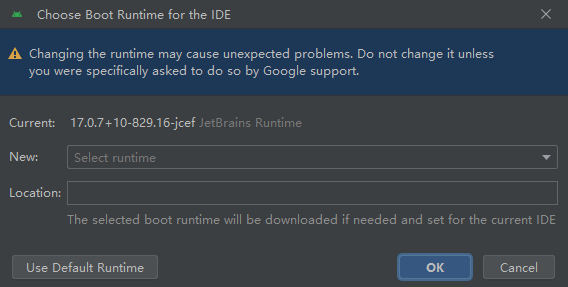 Choose Boot Runtime for the IDE
Changing the runtime may cause unexpected problems. Do not change it unless
you were specifically asked to do so by Google support.
Current: 17.0.7+10-829.16-jcef JetBrains Runtime
New: Select runtime
Location:
The selected boot runtime will be downloaded if needed and set for the current IDE
Use Default Runtime OK Cancel